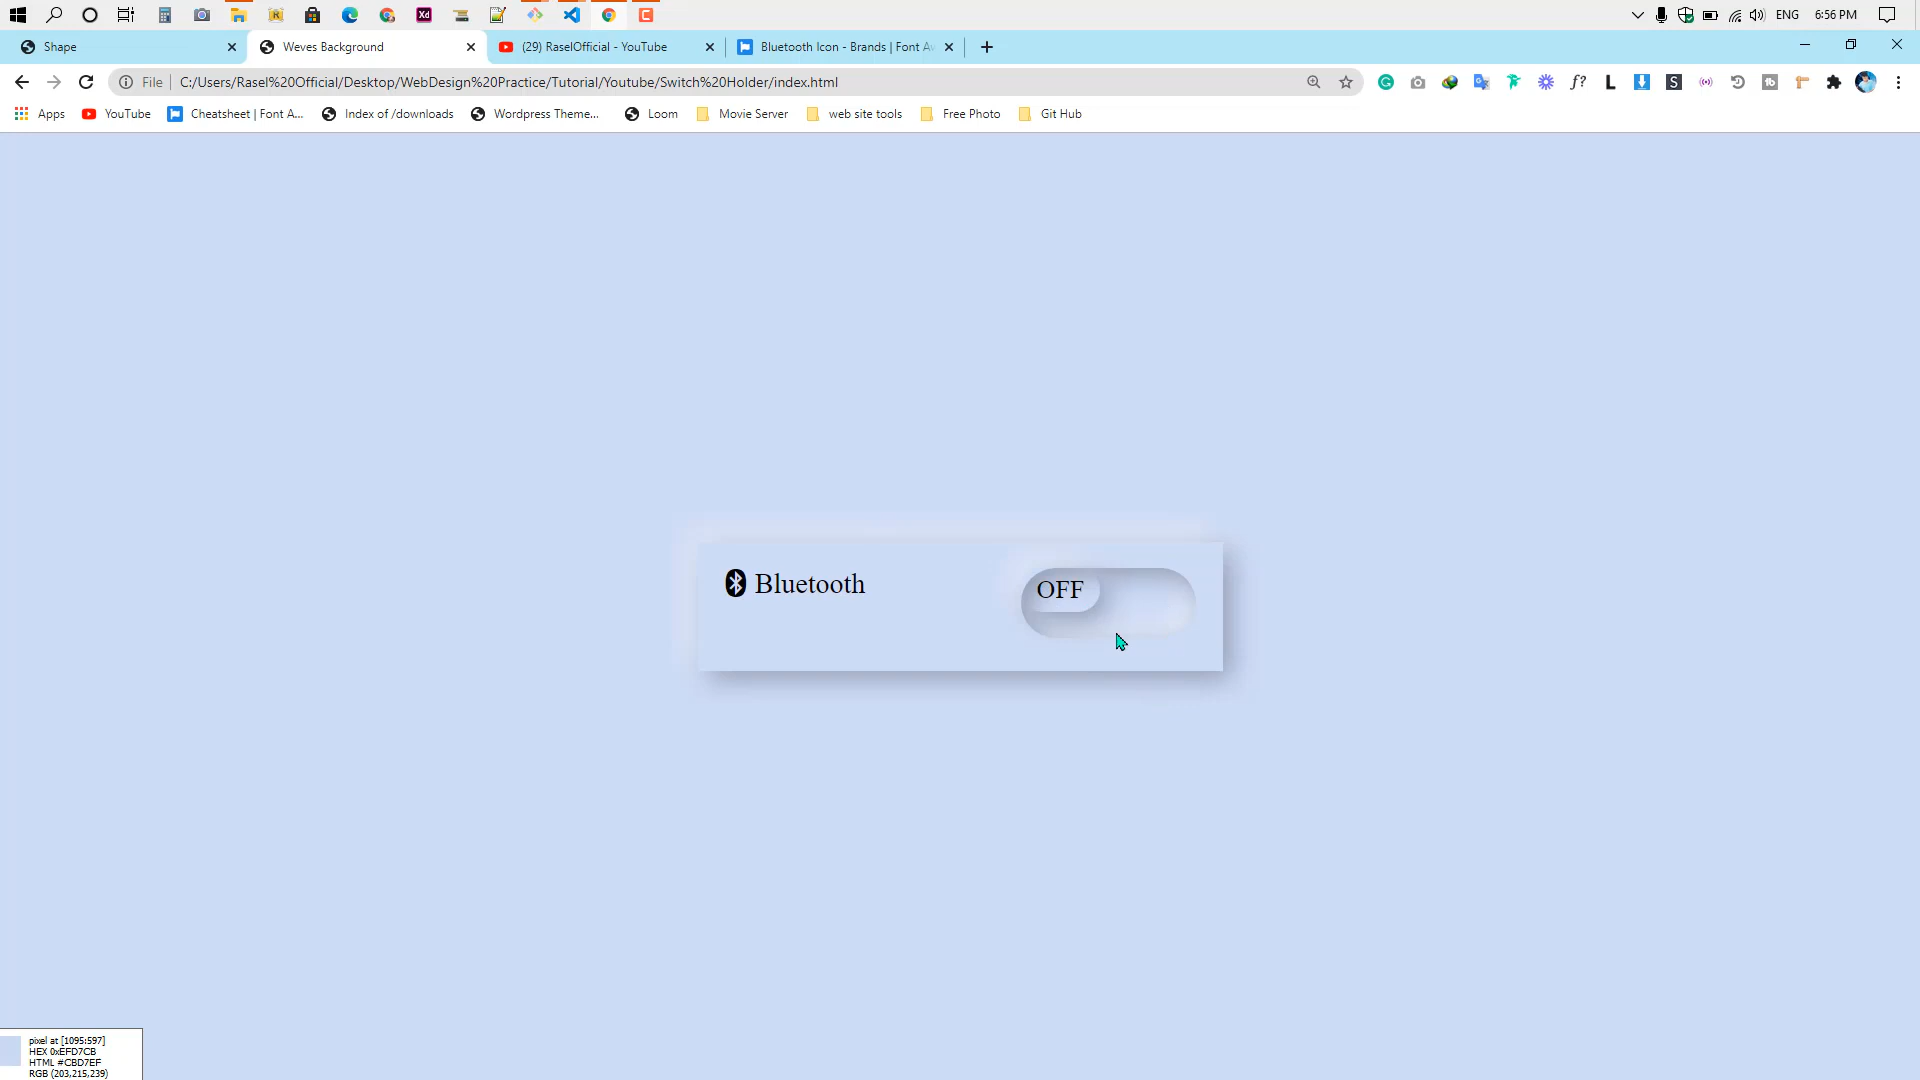 ENG 6:56 PM
Shape
Weves Background
(29) RaselOfficial - YouTube
Bluetooth Icon - Brands | Font Aw
File
C:/Users/Rasel%20Official/Desktop/WebDesign%20Practice/Tutorial/Youtube/Switch%20Holder/index.html
Apps
YouTube
Cheatsheet | Font A...
Index of /downloads
Wordpress Theme...
Loom
Movie Server
web site tools
Free Photo
Git Hub
Bluetooth
OFF
pixel at [1095:597]
HEX 0xEFD7CB
HTML #CBD7EF
RGB (203,215,239)